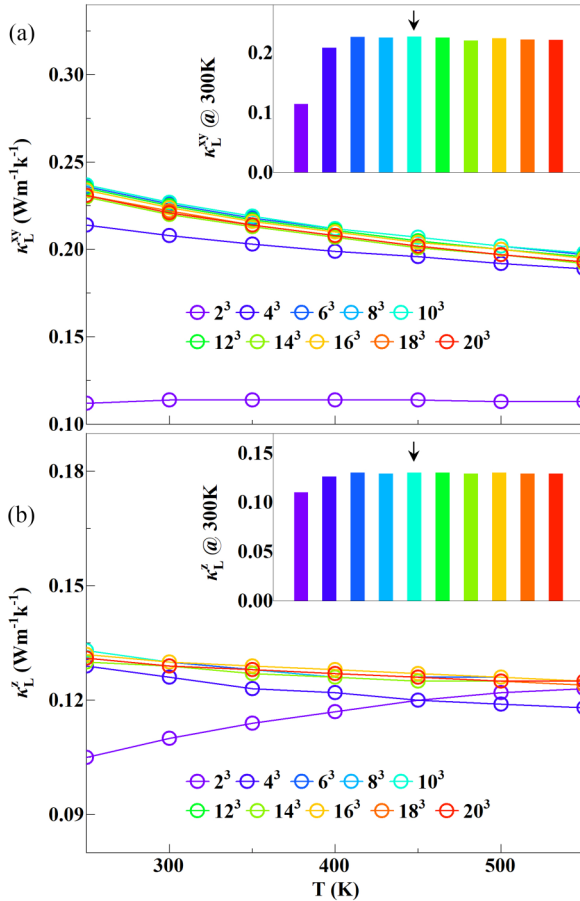 (a)
κ_L^xy (Wm⁻¹k⁻¹)
0.33
0.30
0.25
0.20
0.15
0.10
κ_L^xy @ 300K
0.2
0.1
0.0
2³ 4³ 6³ 8³ 10³
12³ 14³ 16³ 18³ 20³
(b)
κ_L^z (Wm⁻¹k⁻¹)
0.18
0.15
0.12
0.09
κ_L^z @ 300K
0.15
0.10
0.05
0.00
2³ 4³ 6³ 8³ 10³
12³ 14³ 16³ 18³ 20³
300 400 500
T (K)